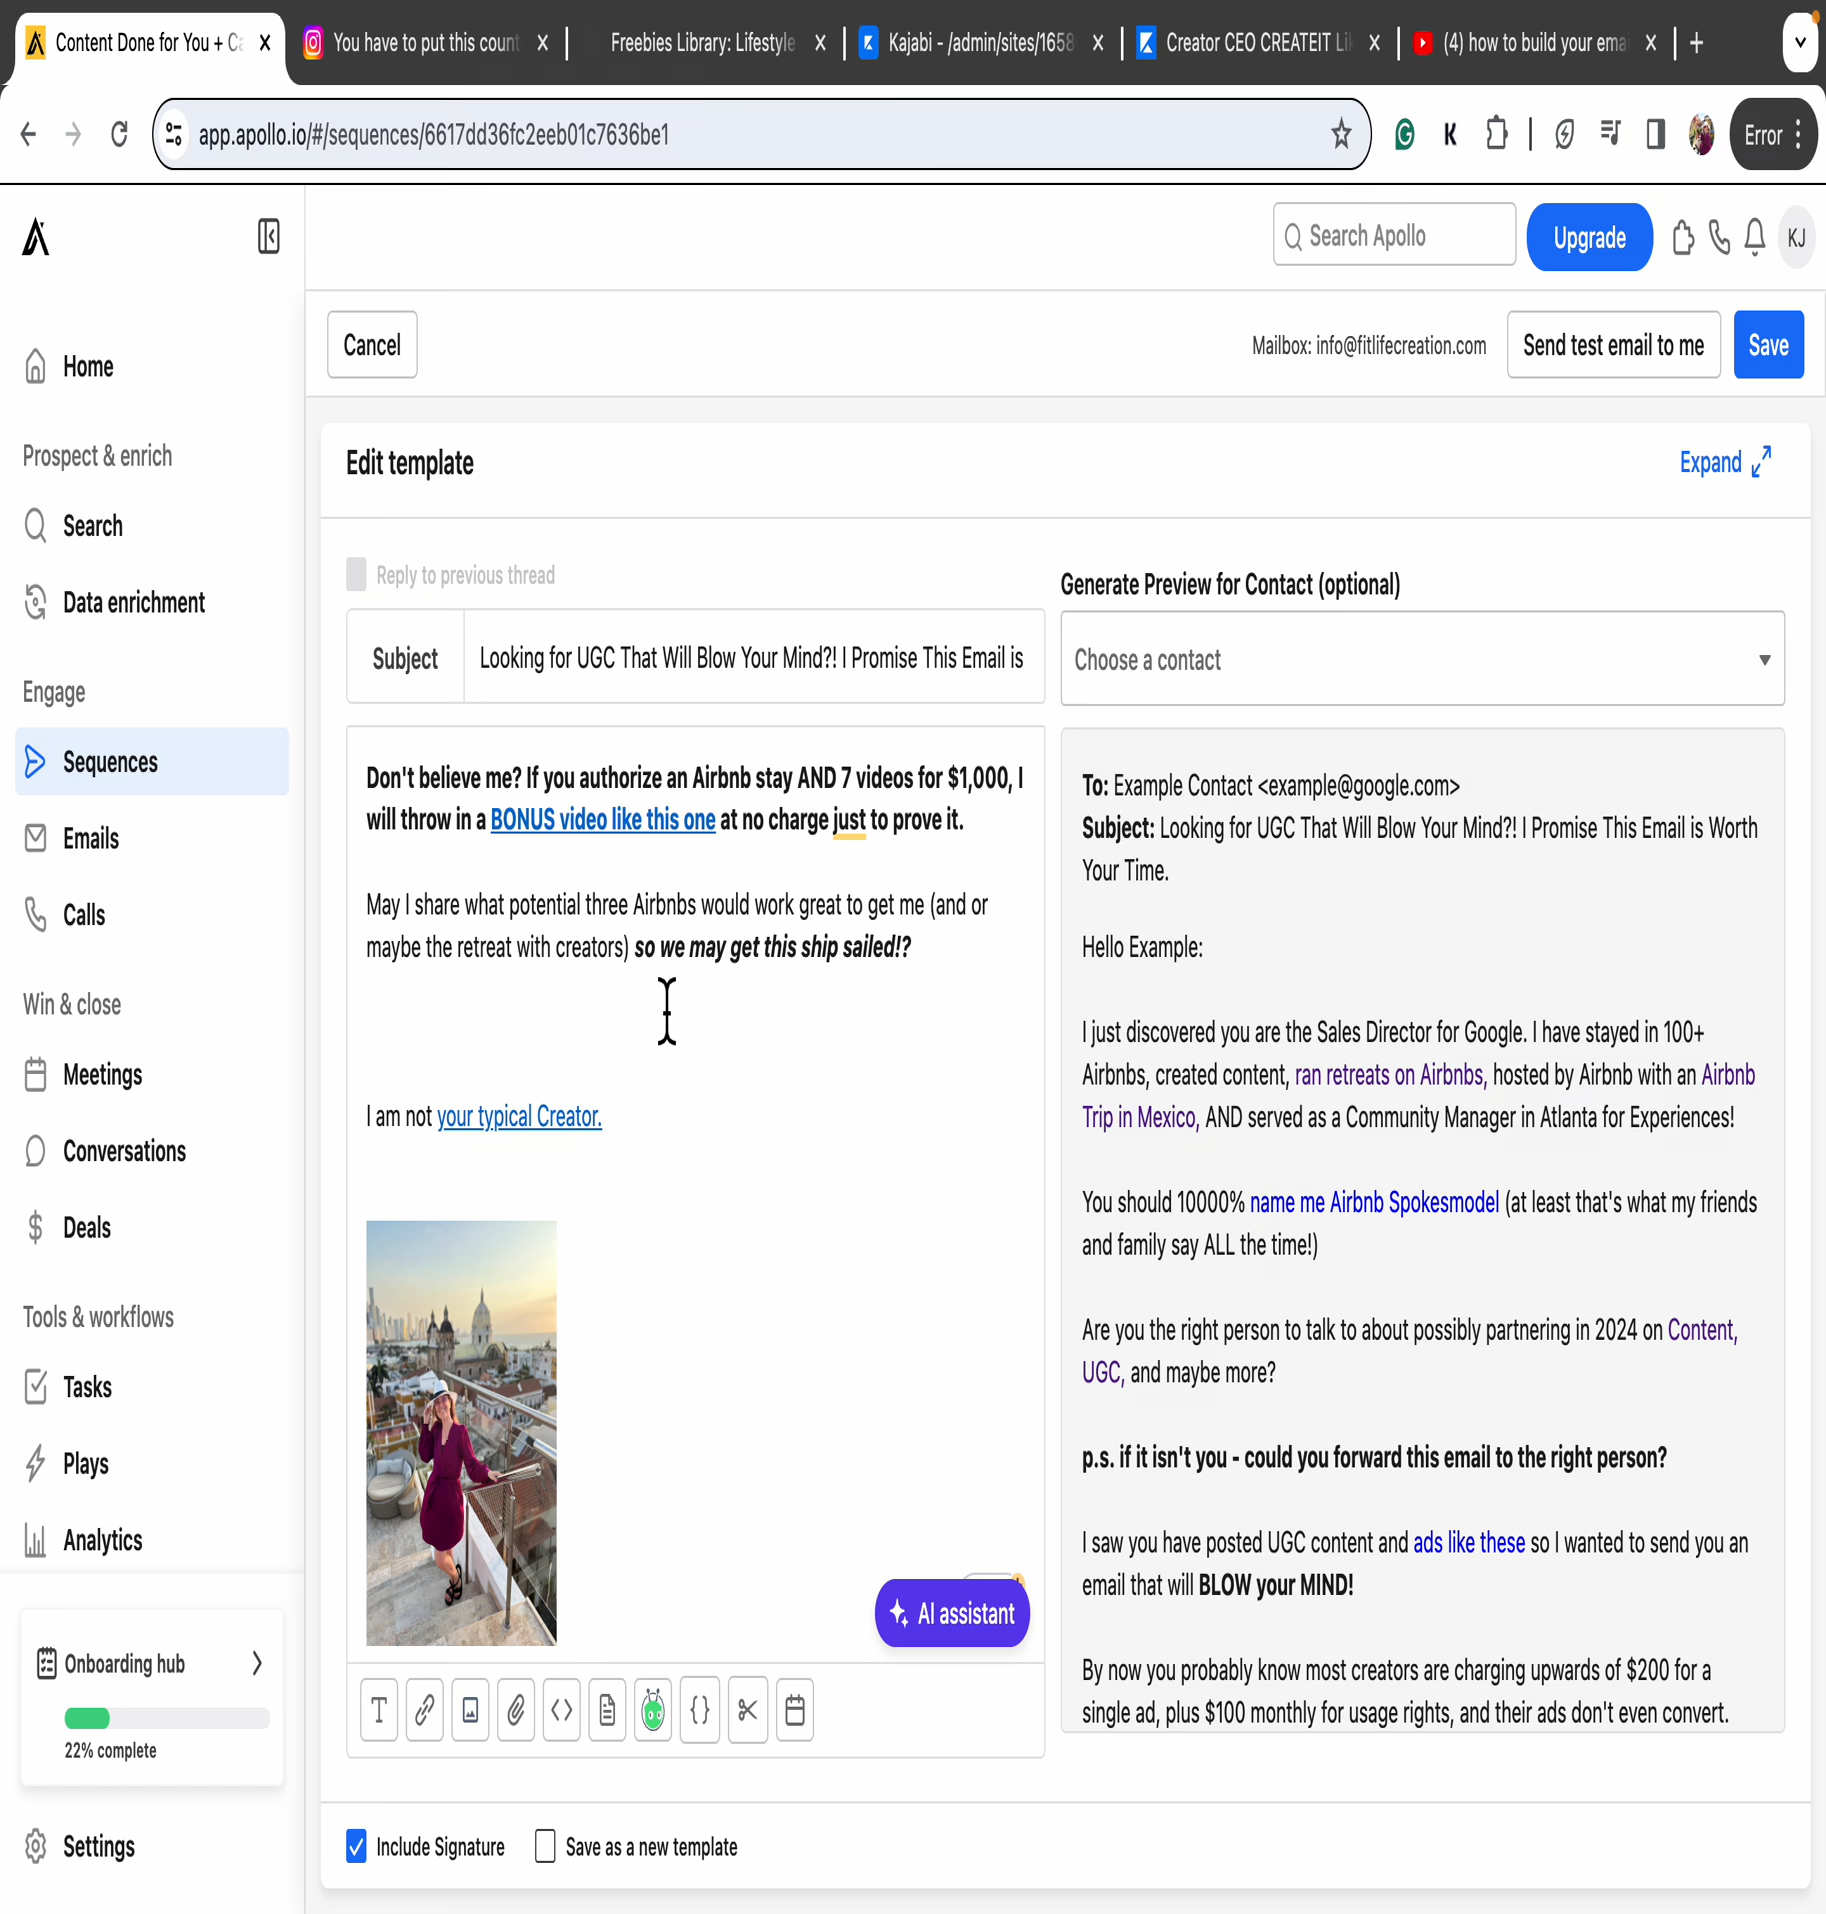 Content Done for You + Ca
You have to put this count
Freebies Library: Lifestyle
Kajabi - /admin/sites/1658
Creator CEO CREATEIT Li
(4) how to build your ema
app.apollo.io/#/sequences/6617dd36fc2eeb01c7636be1
K
Error
Search Apollo
Upgrade
KJ
Cancel
Mailbox: info@fitlifecreation.com
Send test email to me
Save
Home
Prospect & enrich
Search
Data enrichment
Engage
Sequences
Emails
Calls
Win & close
Meetings
Conversations
Deals
Tools & workflows
Tasks
Plays
Analytics
Onboarding hub
22% complete
Settings
Edit template
Expand
Reply to previous thread
Subject
Looking for UGC That Will Blow Your Mind?! I Promise This Email is
Don't believe me? If you authorize an Airbnb stay AND 7 videos for $1,000, I
will throw in a BONUS video like this one at no charge just to prove it.
May I share what potential three Airbnbs would work great to get me (and or
maybe the retreat with creators) so we may get this ship sailed!?
I am not your typical Creator.
AI assistant
Include Signature
Save as a new template
Generate Preview for Contact (optional)
Choose a contact
To: Example Contact <example@google.com>
Subject: Looking for UGC That Will Blow Your Mind?! I Promise This Email is Worth
Your Time.
Hello Example:
I just discovered you are the Sales Director for Google. I have stayed in 100+
Airbnbs, created content, ran retreats on Airbnbs, hosted by Airbnb with an Airbnb
Trip in Mexico, AND served as a Community Manager in Atlanta for Experiences!
You should 10000% name me Airbnb Spokesmodel (at least that's what my friends
and family say ALL the time!)
Are you the right person to talk to about possibly partnering in 2024 on Content,
UGC, and maybe more?
p.s. if it isn't you - could you forward this email to the right person?
I saw you have posted UGC content and ads like these so I wanted to send you an
email that will BLOW your MIND!
By now you probably know most creators are charging upwards of $200 for a
single ad, plus $100 monthly for usage rights, and their ads don't even convert.